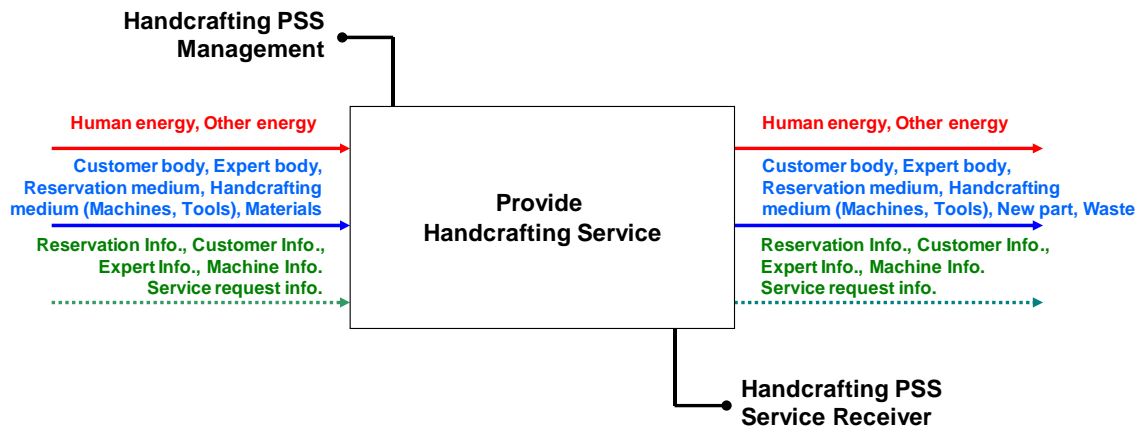 Handcrafting PSS
Management
Human energy, Other energy
Customer body, Expert body,
Reservation medium, Handcrafting
medium (Machines, Tools), Materials
Reservation Info., Customer Info.,
Expert Info., Machine Info.
Service request info.
Provide
Handcrafting Service
Human energy, Other energy
Customer body, Expert body,
Reservation medium, Handcrafting
medium (Machines, Tools), New part, Waste
Reservation Info., Customer Info.,
Expert Info., Machine Info.
Service request info.
Handcrafting PSS
Service Receiver